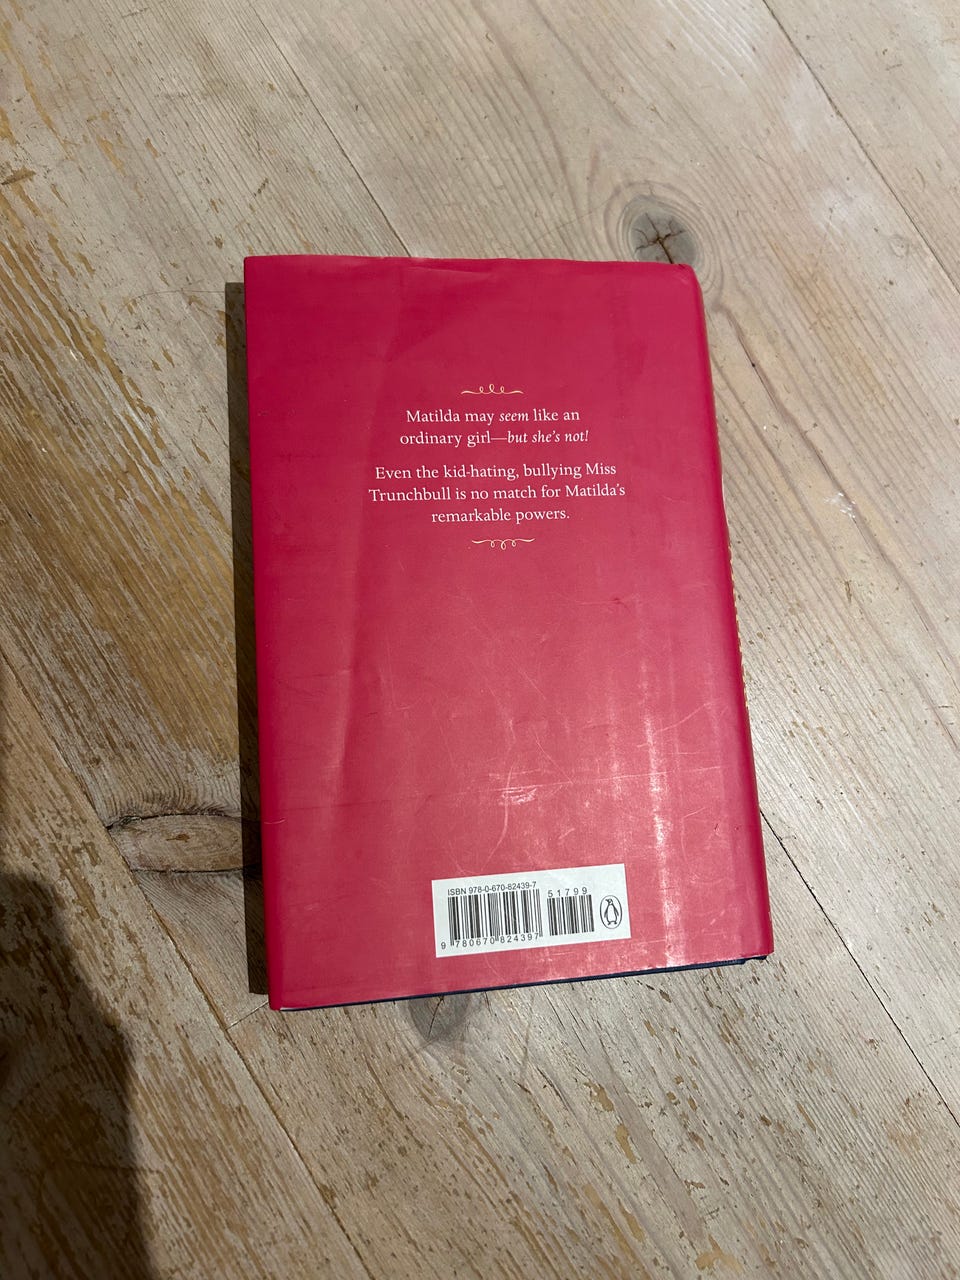 Matilda may seem like an
ordinary girl—but she's not!
Even the kid-hating, bullying Miss
Trunchbull is no match for Matilda's
remarkable powers.
ISBN 978-0-670-82439-7
51799
9 780670 824397